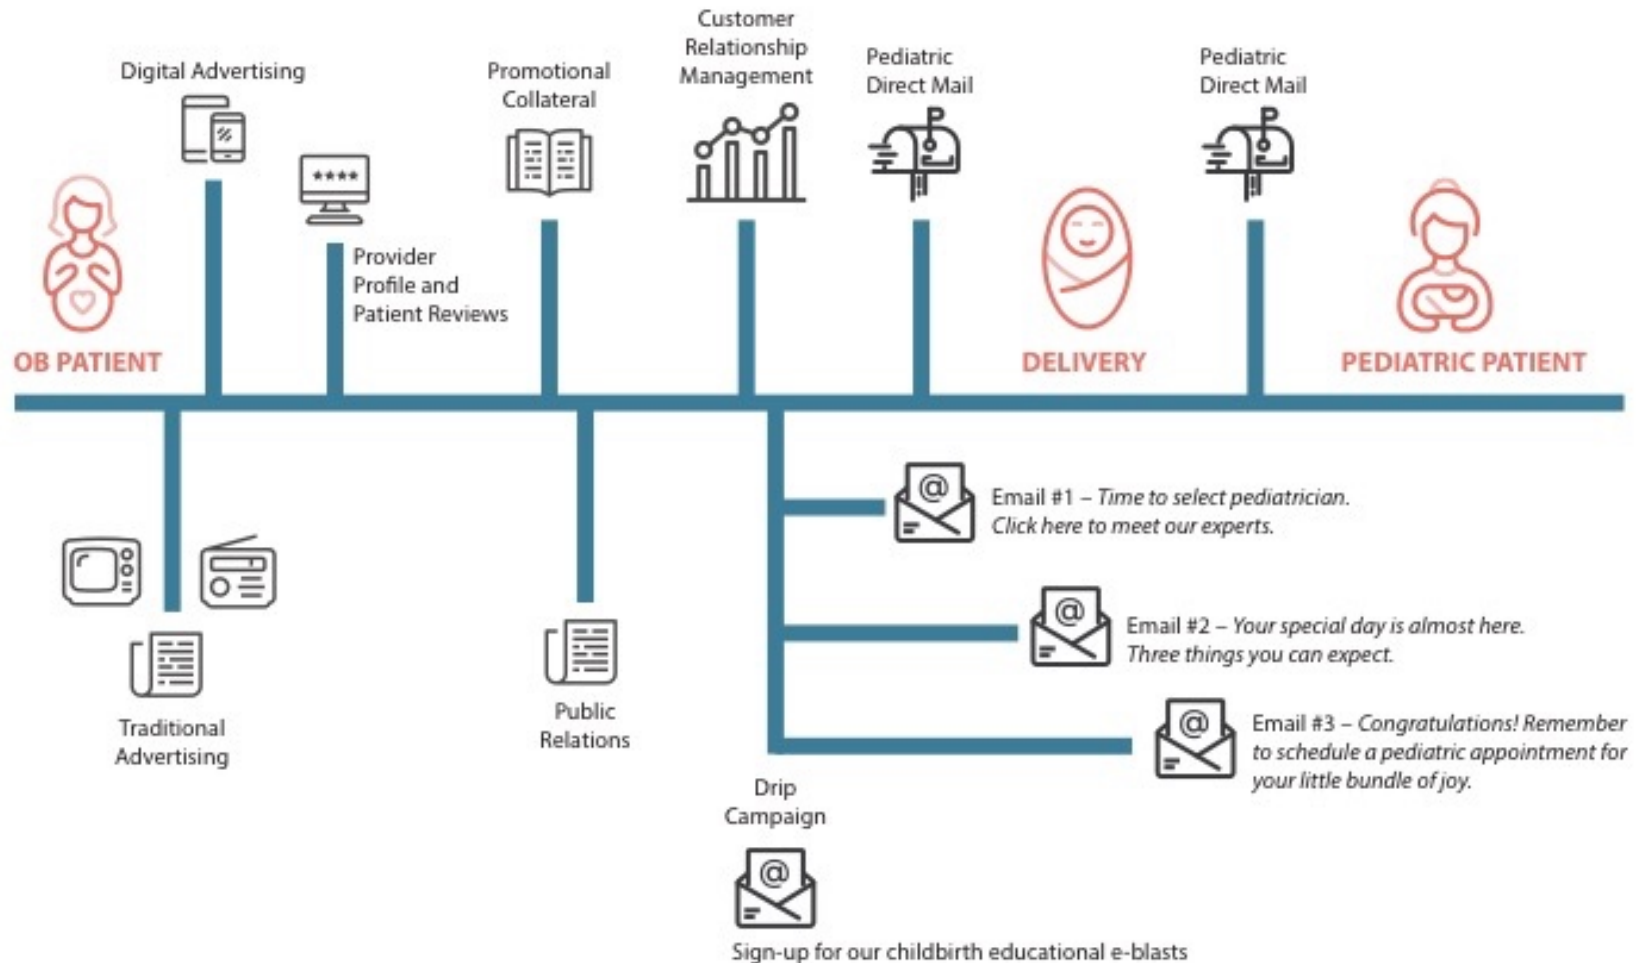 Customer
Relationship
Management
Digital Advertising
Promotional
Collateral
Pediatric
Direct Mail
Pediatric
Direct Mail
Provider
Profile and
Patient Reviews
OB PATIENT
DELIVERY
PEDIATRIC PATIENT
Email #1 – Time to select pediatrician.
Click here to meet our experts.
Email #2 – Your special day is almost here.
Three things you can expect.
Email #3 – Congratulations! Remember
to schedule a pediatric appointment for
your little bundle of joy.
Traditional
Advertising
Public
Relations
Drip
Campaign
Sign-up for our childbirth educational e-blasts